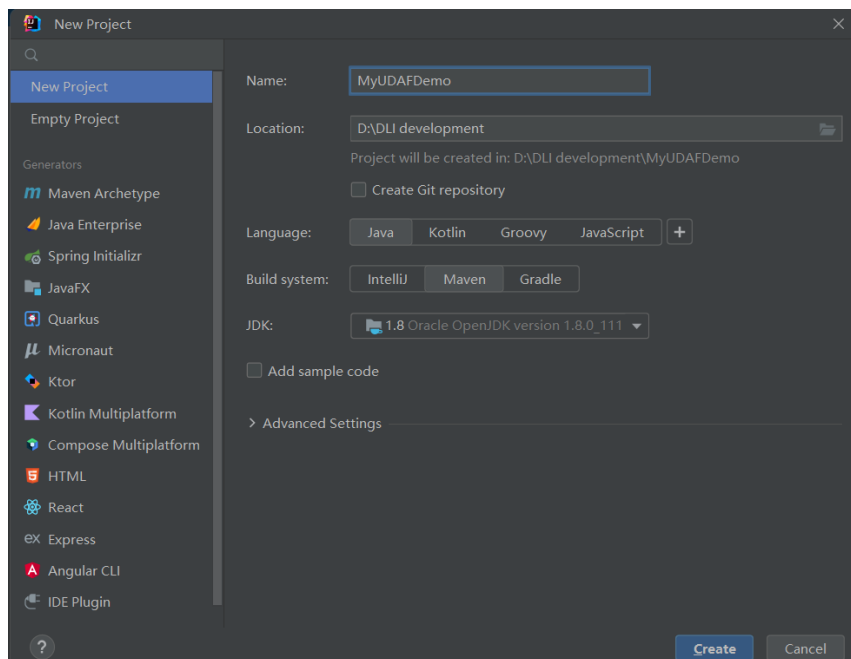 New Project
New Project
Empty Project
Generators
Maven Archetype
Java Enterprise
Spring Initializr
JavaFX
Quarkus
Micronaut
Ktor
Kotlin Multiplatform
Compose Multiplatform
HTML
React
Express
Angular CLI
IDE Plugin
Name: MyUDAFDemo
Location: D:\DLI development
Project will be created in: D:\DLI development\MyUDAFDemo
Create Git repository
Language: Java Kotlin Groovy JavaScript +
Build system: IntelliJ Maven Gradle
JDK: 1.8 Oracle OpenJDK version 1.8.0_111
Add sample code
Advanced Settings
? Create Cancel